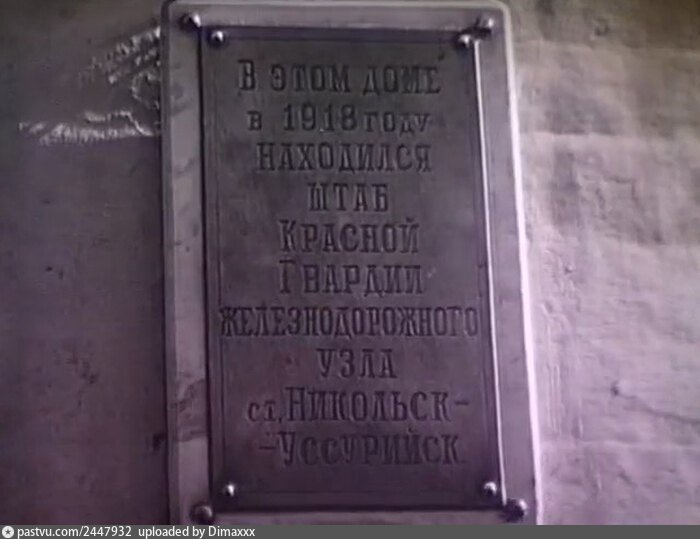 В ЭТОМ ДОМЕ
В 1918 ГОДУ
НАХОДИЛСЯ
ШТАБ
КРАСНОЙ
ГВАРДИИ
ЖЕЛЕЗНОДОРОЖНОГО
УЗЛА
СТ. НИКОЛЬСК-
-УССУРИЙСК
pastvu.com/2447932 uploaded by Dimaxxx